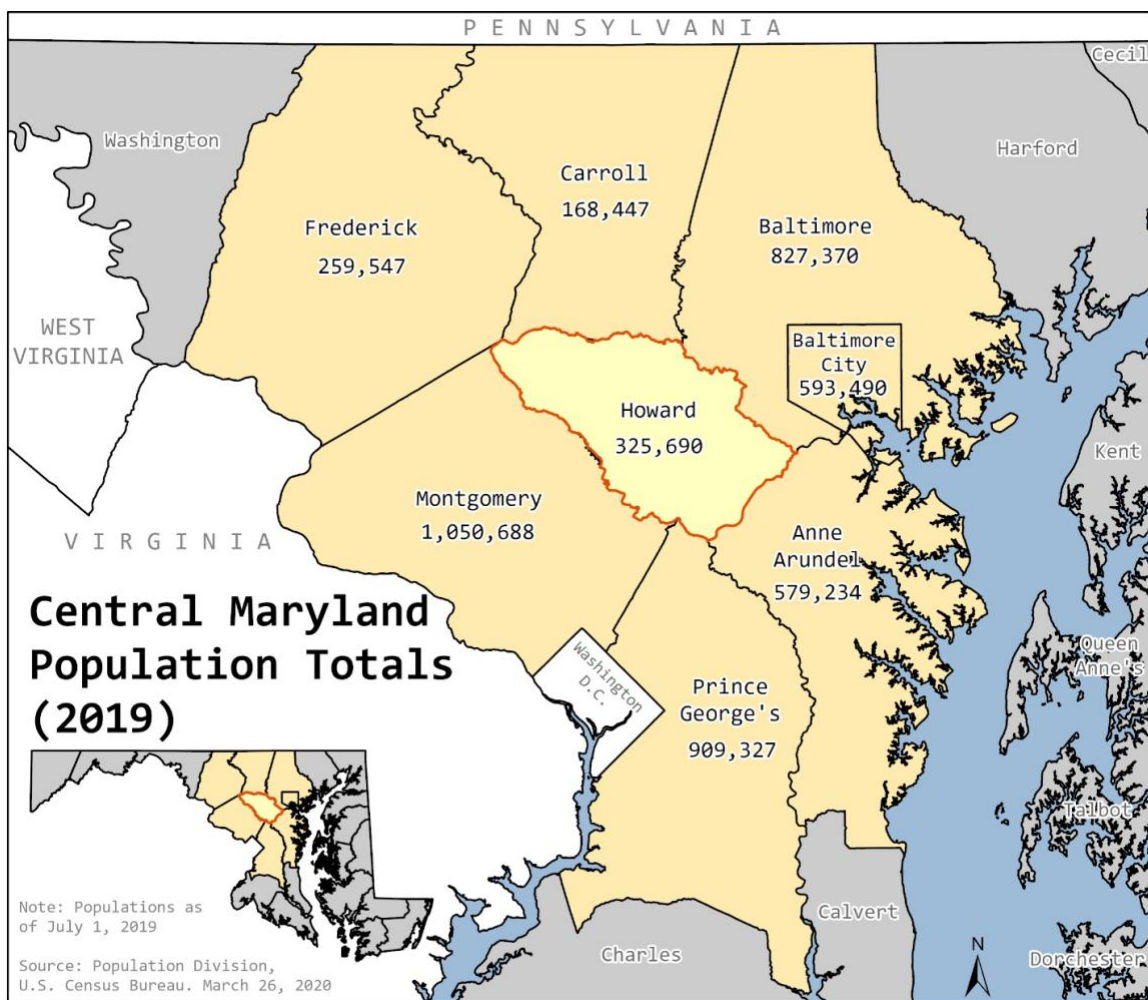 PENNSYLVANIA
Cecil
Washington
Harford
Carroll
168,447
Frederick
259,547
Baltimore
827,370
WEST
VIRGINIA
Baltimore
City
593,490
Howard
325,690
Kent
Montgomery
1,050,688
VIRGINIA
Anne
Arundel
579,234
Central Maryland
Population Totals
(2019)
Washington
D.C.
Queen
Anne's
Prince
George's
909,327
Talbot
Note: Populations as
of July 1, 2019
Calvert
Charles
N
Dorchester
Source: Population Division,
U.S. Census Bureau. March 26, 2020